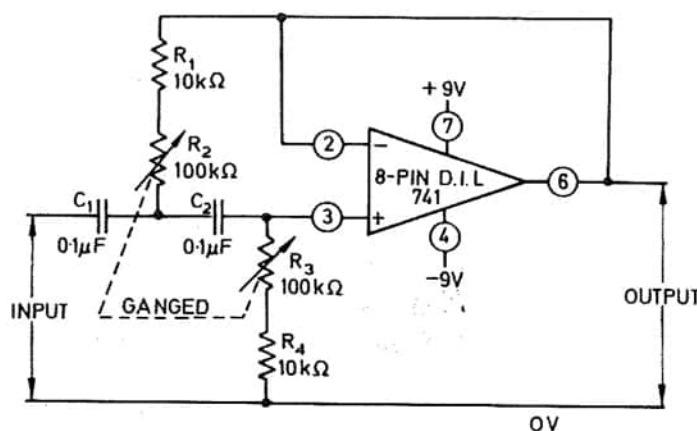 R1
10kΩ
+9V
7
2
−
R2
100kΩ
8-PIN D.I.L
741
6
C1
C2
3
+
4
0·1μF
0·1μF
R3
100kΩ
−9V
GANGED
INPUT
OUTPUT
R4
10kΩ
0V